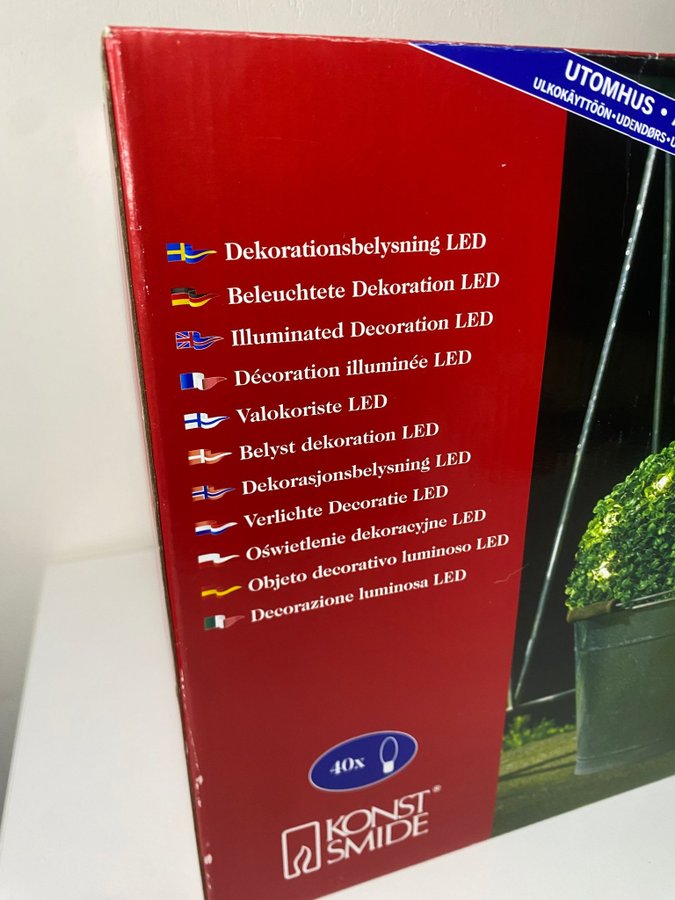 UTOMHUS •
ULKOKÄYTTÖÖN•UDENDØRS•
Dekorationsbelysning LED
Beleuchtete Dekoration LED
Illuminated Decoration LED
Décoration illuminée LED
Valokoriste LED
Belyst dekoration LED
Dekorasjonsbelysning LED
Verlichte Decoratie LED
Oświetlenie dekoracyjne LED
Objeto decorativo luminoso LED
Decorazione luminosa LED
40x
KONST®
SMIDE